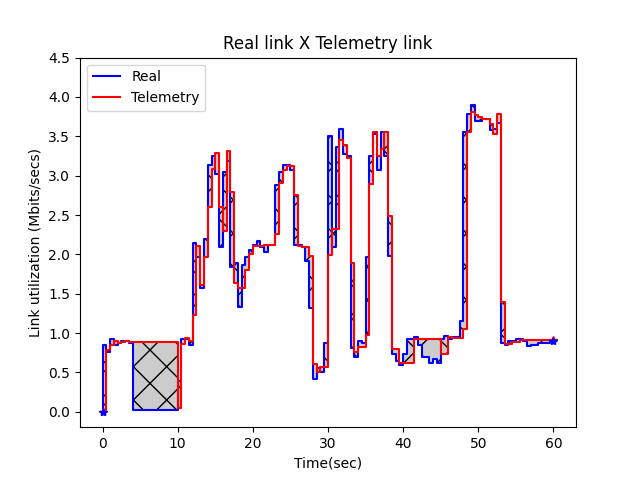 Real link X Telemetry link
Real
Telemetry
Link utilization (Mbits/secs)
4.5
4.0
3.5
3.0
2.5
2.0
1.5
1.0
0.5
0.0
0 10 20 30 40 50 60
Time(sec)